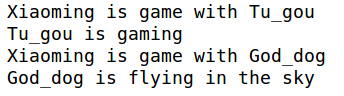 Xiaoming is game with Tu_gou
Tu_gou is gaming
Xiaoming is game with God_dog
God_dog is flying in the sky